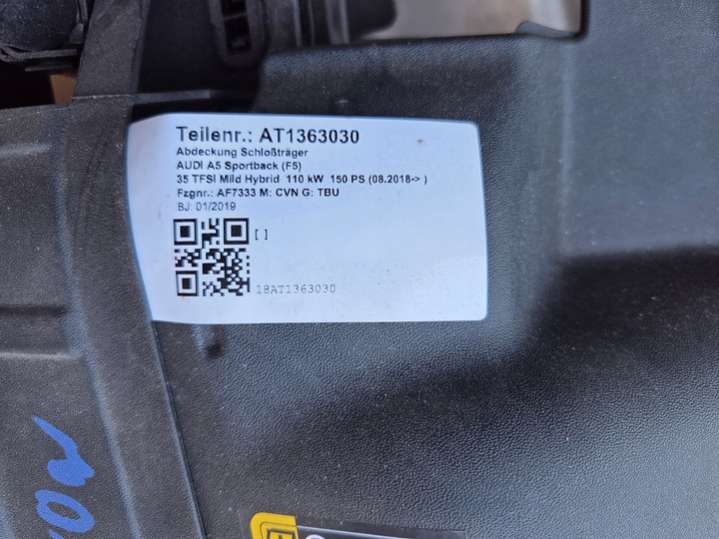 Teilenr.: AT1363030
Abdeckung Schloßträger
AUDI A5 Sportback (F5)
35 TFSI Mild Hybrid 110 kW 150 PS (08.2018-> )
Fzgnr.: AF7333 M: CVN G: TBU
BJ: 01/2019
[ ]
18AT1363030